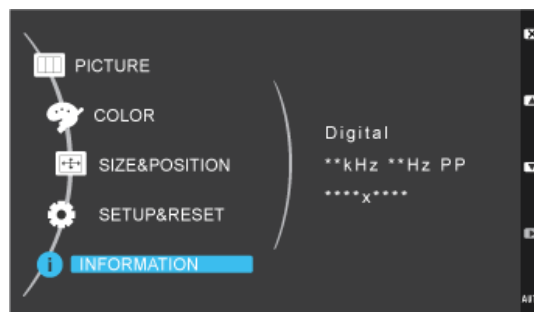 PICTURE
COLOR
SIZE&POSITION
SETUP&RESET
INFORMATION
Digital
**kHz **Hz PP
****x****